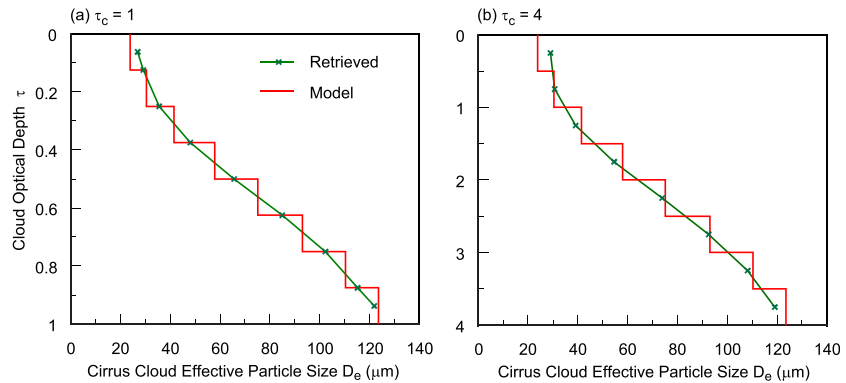 (a) τc = 1
(b) τc = 4
0
0.2
0.4
0.6
0.8
1
0
1
2
3
4
Cloud Optical Depth τ
Retrieved
Model
0 20 40 60 80 100 120 140
0 20 40 60 80 100 120 140
Cirrus Cloud Effective Particle Size De (μm)
Cirrus Cloud Effective Particle Size De (μm)